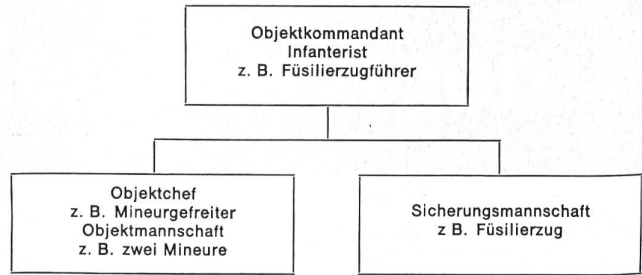 Objektkommandant
Infanterist
z. B. Füsilierzugführer
Objektchef
z. B. Mineurgefreiter
Objektmannschaft
z. B. zwei Mineure
Sicherungsmannschaft
z B. Füsilierzug